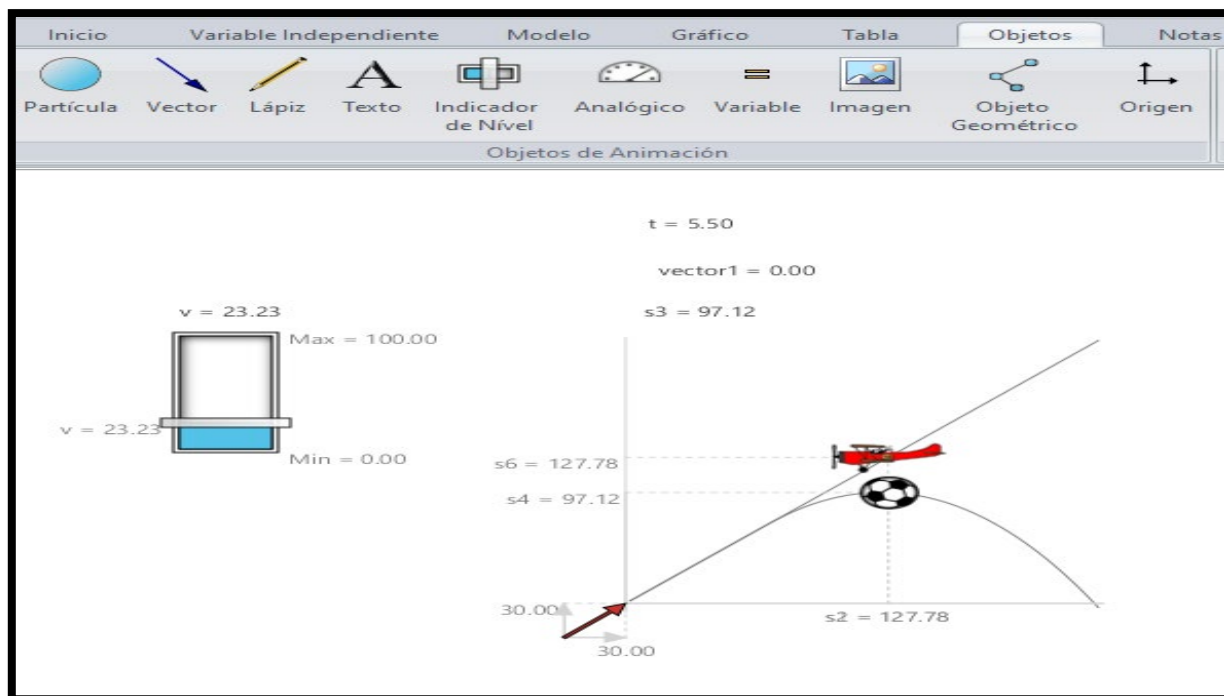 Inicio Variable Independiente Modelo Gráfico Tabla Objetos Notas
Partícula Vector Lápiz Texto Indicador de Nivel Analógico Variable Imagen Objeto Geométrico Origen
Objetos de Animación
t = 5.50
vector1 = 0.00
v = 23.23
s3 = 97.12
Max = 100.00
v = 23.23
Min = 0.00
s6 = 127.78
s4 = 97.12
30.00
s2 = 127.78
30.00